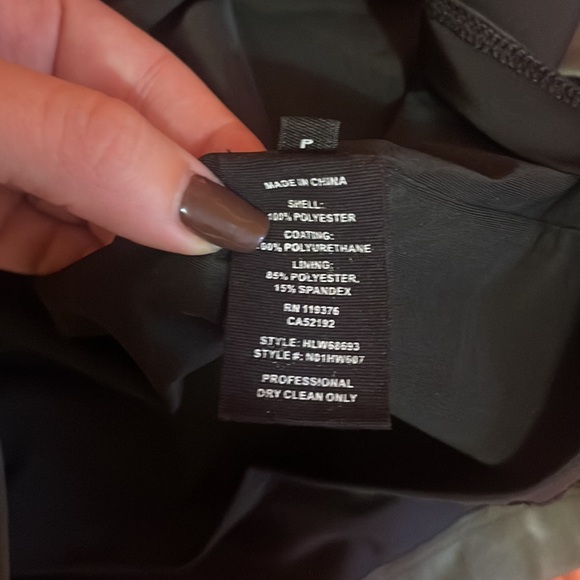 P
MADE IN CHINA
SHELL:
100% POLYESTER
COATING:
100% POLYURETHANE
LINING:
85% POLYESTER,
15% SPANDEX
RN 119376
CA52192
STYLE: HLW68693
STYLE #: N01HW607
PROFESSIONAL
DRY CLEAN ONLY